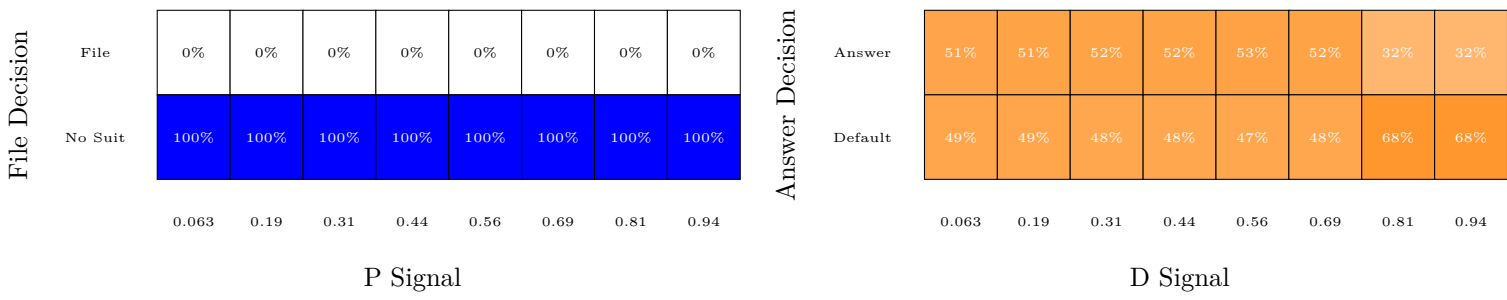 File Decision
File 0% 0% 0% 0% 0% 0% 0% 0%
No Suit 100% 100% 100% 100% 100% 100% 100% 100%
0.063 0.19 0.31 0.44 0.56 0.69 0.81 0.94
P Signal
Answer Decision
Answer 51% 51% 52% 52% 53% 52% 32% 32%
Default 49% 49% 48% 48% 47% 48% 68% 68%
0.063 0.19 0.31 0.44 0.56 0.69 0.81 0.94
D Signal